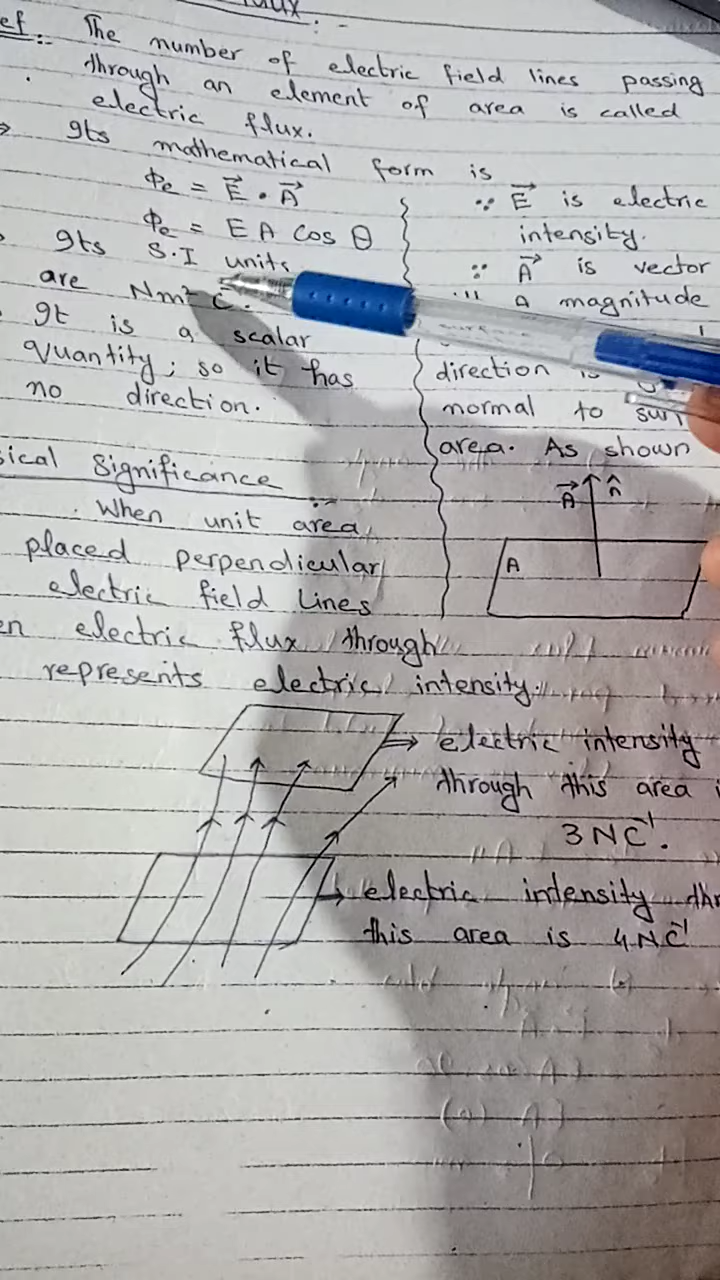 The number of electric field lines passing
through an element of area is called
electric flux.
Its mathematical form is
Φe = E⃗ . A⃗
Φe = E A Cos θ
Its S.I units
are Nm² C
It is a scalar
quantity; so it has
no direction.
∵ E⃗ is electric
intensity.
∵ A⃗ is vector
A magnitude
direction is
normal to
area. As shown
A⃗ n̂
A
Significance
When unit area
placed perpendicular
electric field lines
electric flux through
represents electric intensity.
⇒ electric intensity
through this area
3 NC⁻¹.
→ electric intensity
this area is 4NC⁻¹